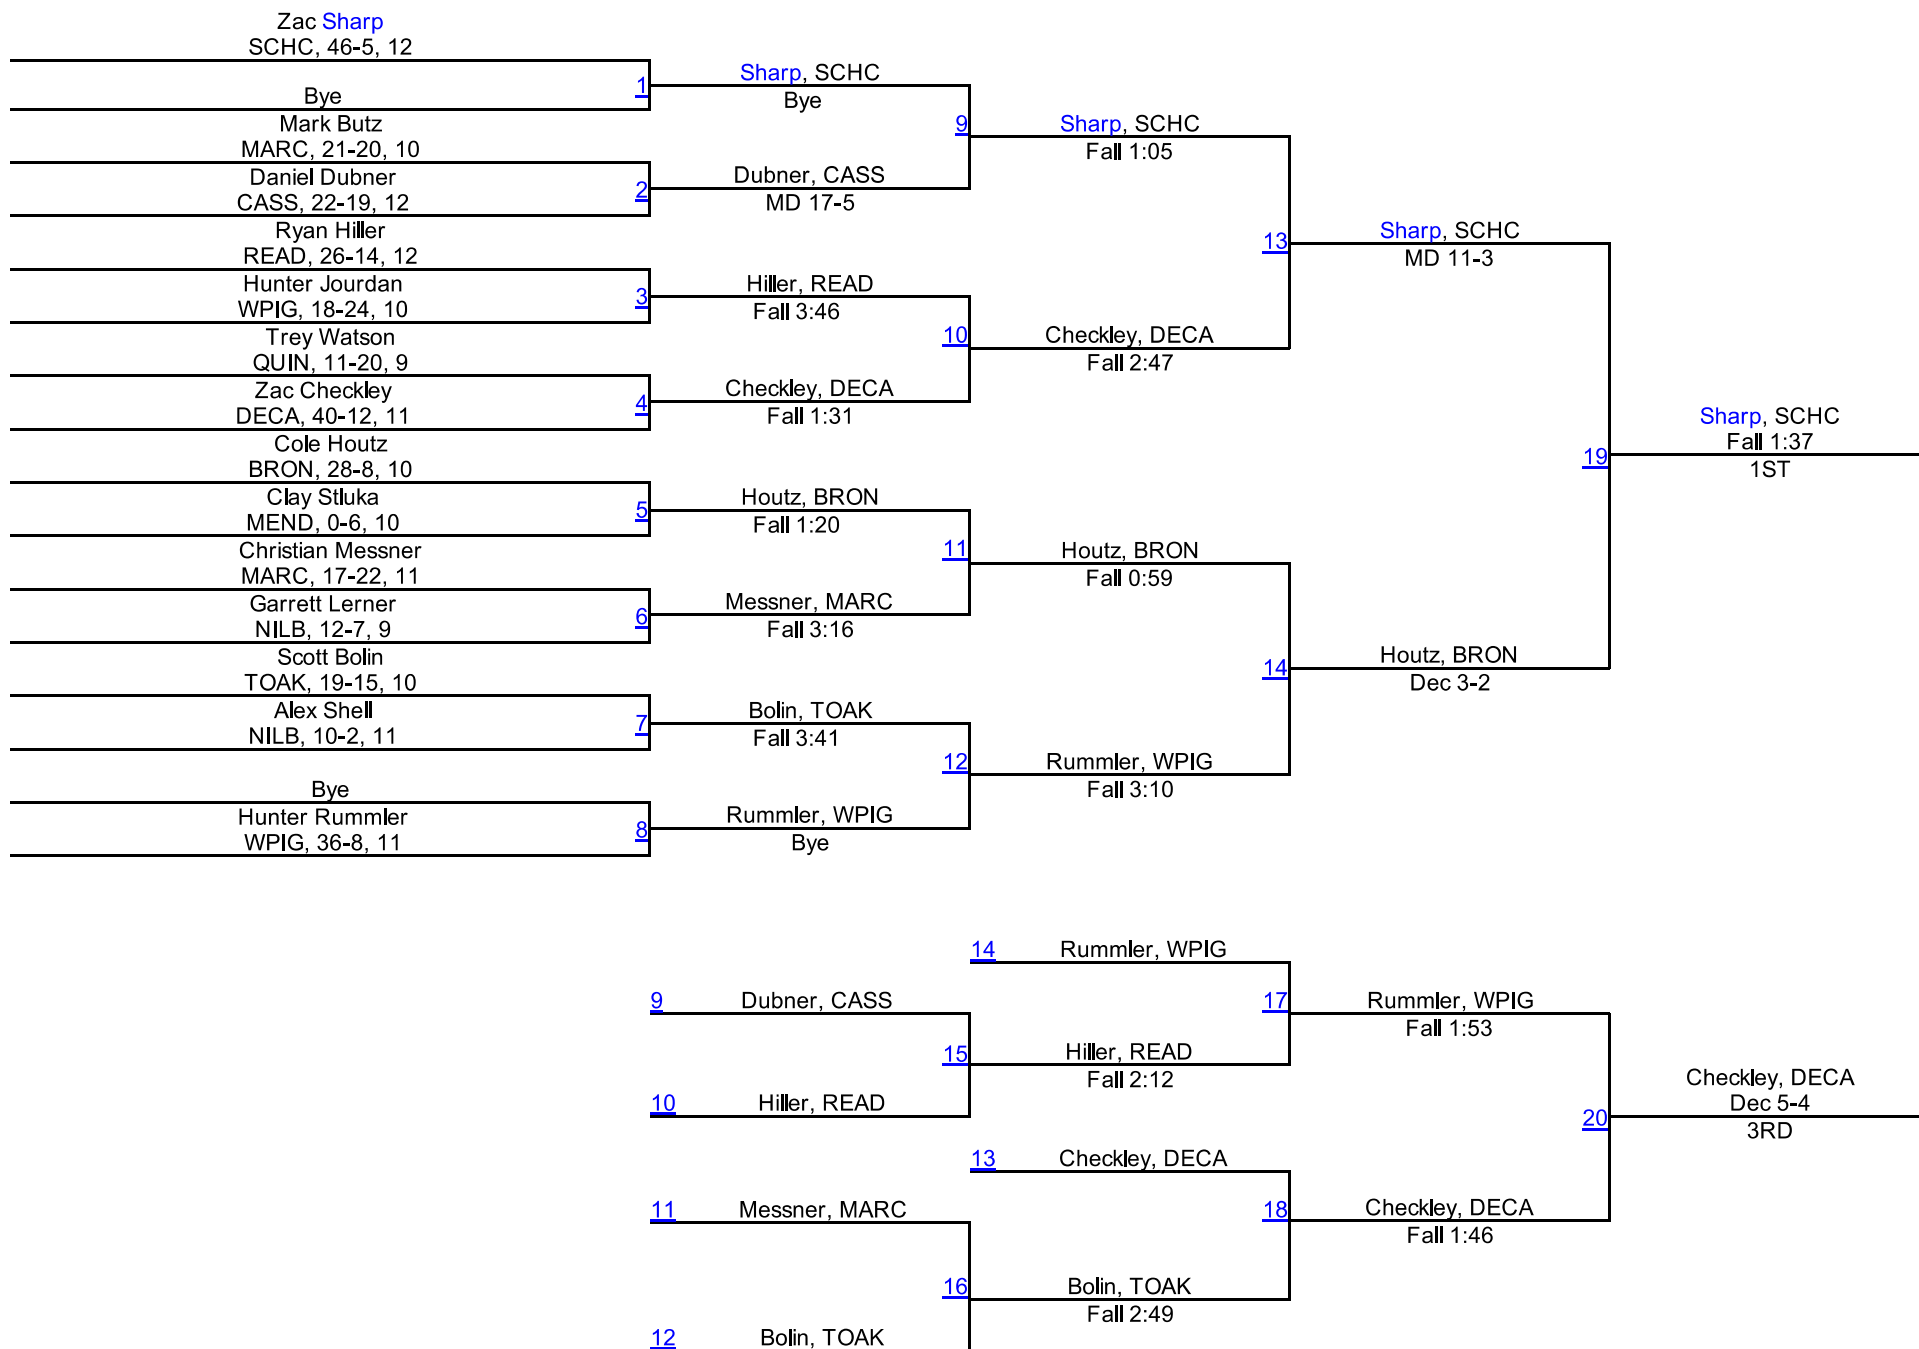 Zac Sharp
SCHC, 46-5, 12
Bye
Mark Butz
MARC, 21-20, 10
Daniel Dubner
CASS, 22-19, 12
Ryan Hiller
READ, 26-14, 12
Hunter Jourdan
WPIG, 18-24, 10
Trey Watson
QUIN, 11-20, 9
Zac Checkley
DECA, 40-12, 11
Cole Houtz
BRON, 28-8, 10
Clay Stluka
MEND, 0-6, 10
Christian Messner
MARC, 17-22, 11
Garrett Lerner
NILB, 12-7, 9
Scott Bolin
TOAK, 19-15, 10
Alex Shell
NILB, 10-2, 11
Bye
Hunter Rummler
WPIG, 36-8, 11
1
2
3
4
5
6
7
8
Sharp, SCHC
Bye
Dubner, CASS
MD 17-5
Hiller, READ
Fall 3:46
Checkley, DECA
Fall 1:31
Houtz, BRON
Fall 1:20
Messner, MARC
Fall 3:16
Bolin, TOAK
Fall 3:41
Rummler, WPIG
Bye
9
10
11
12
Sharp, SCHC
Fall 1:05
Checkley, DECA
Fall 2:47
Houtz, BRON
Fall 0:59
Rummler, WPIG
Fall 3:10
13
14
Sharp, SCHC
MD 11-3
Houtz, BRON
Dec 3-2
19
Sharp, SCHC
Fall 1:37
1ST
9
Dubner, CASS
10
Hiller, READ
11
Messner, MARC
12
Bolin, TOAK
15
16
14
Rummler, WPIG
Hiller, READ
Fall 2:12
13
Checkley, DECA
Bolin, TOAK
Fall 2:49
17
18
Rummler, WPIG
Fall 1:53
Checkley, DECA
Fall 1:46
20
Checkley, DECA
Dec 5-4
3RD